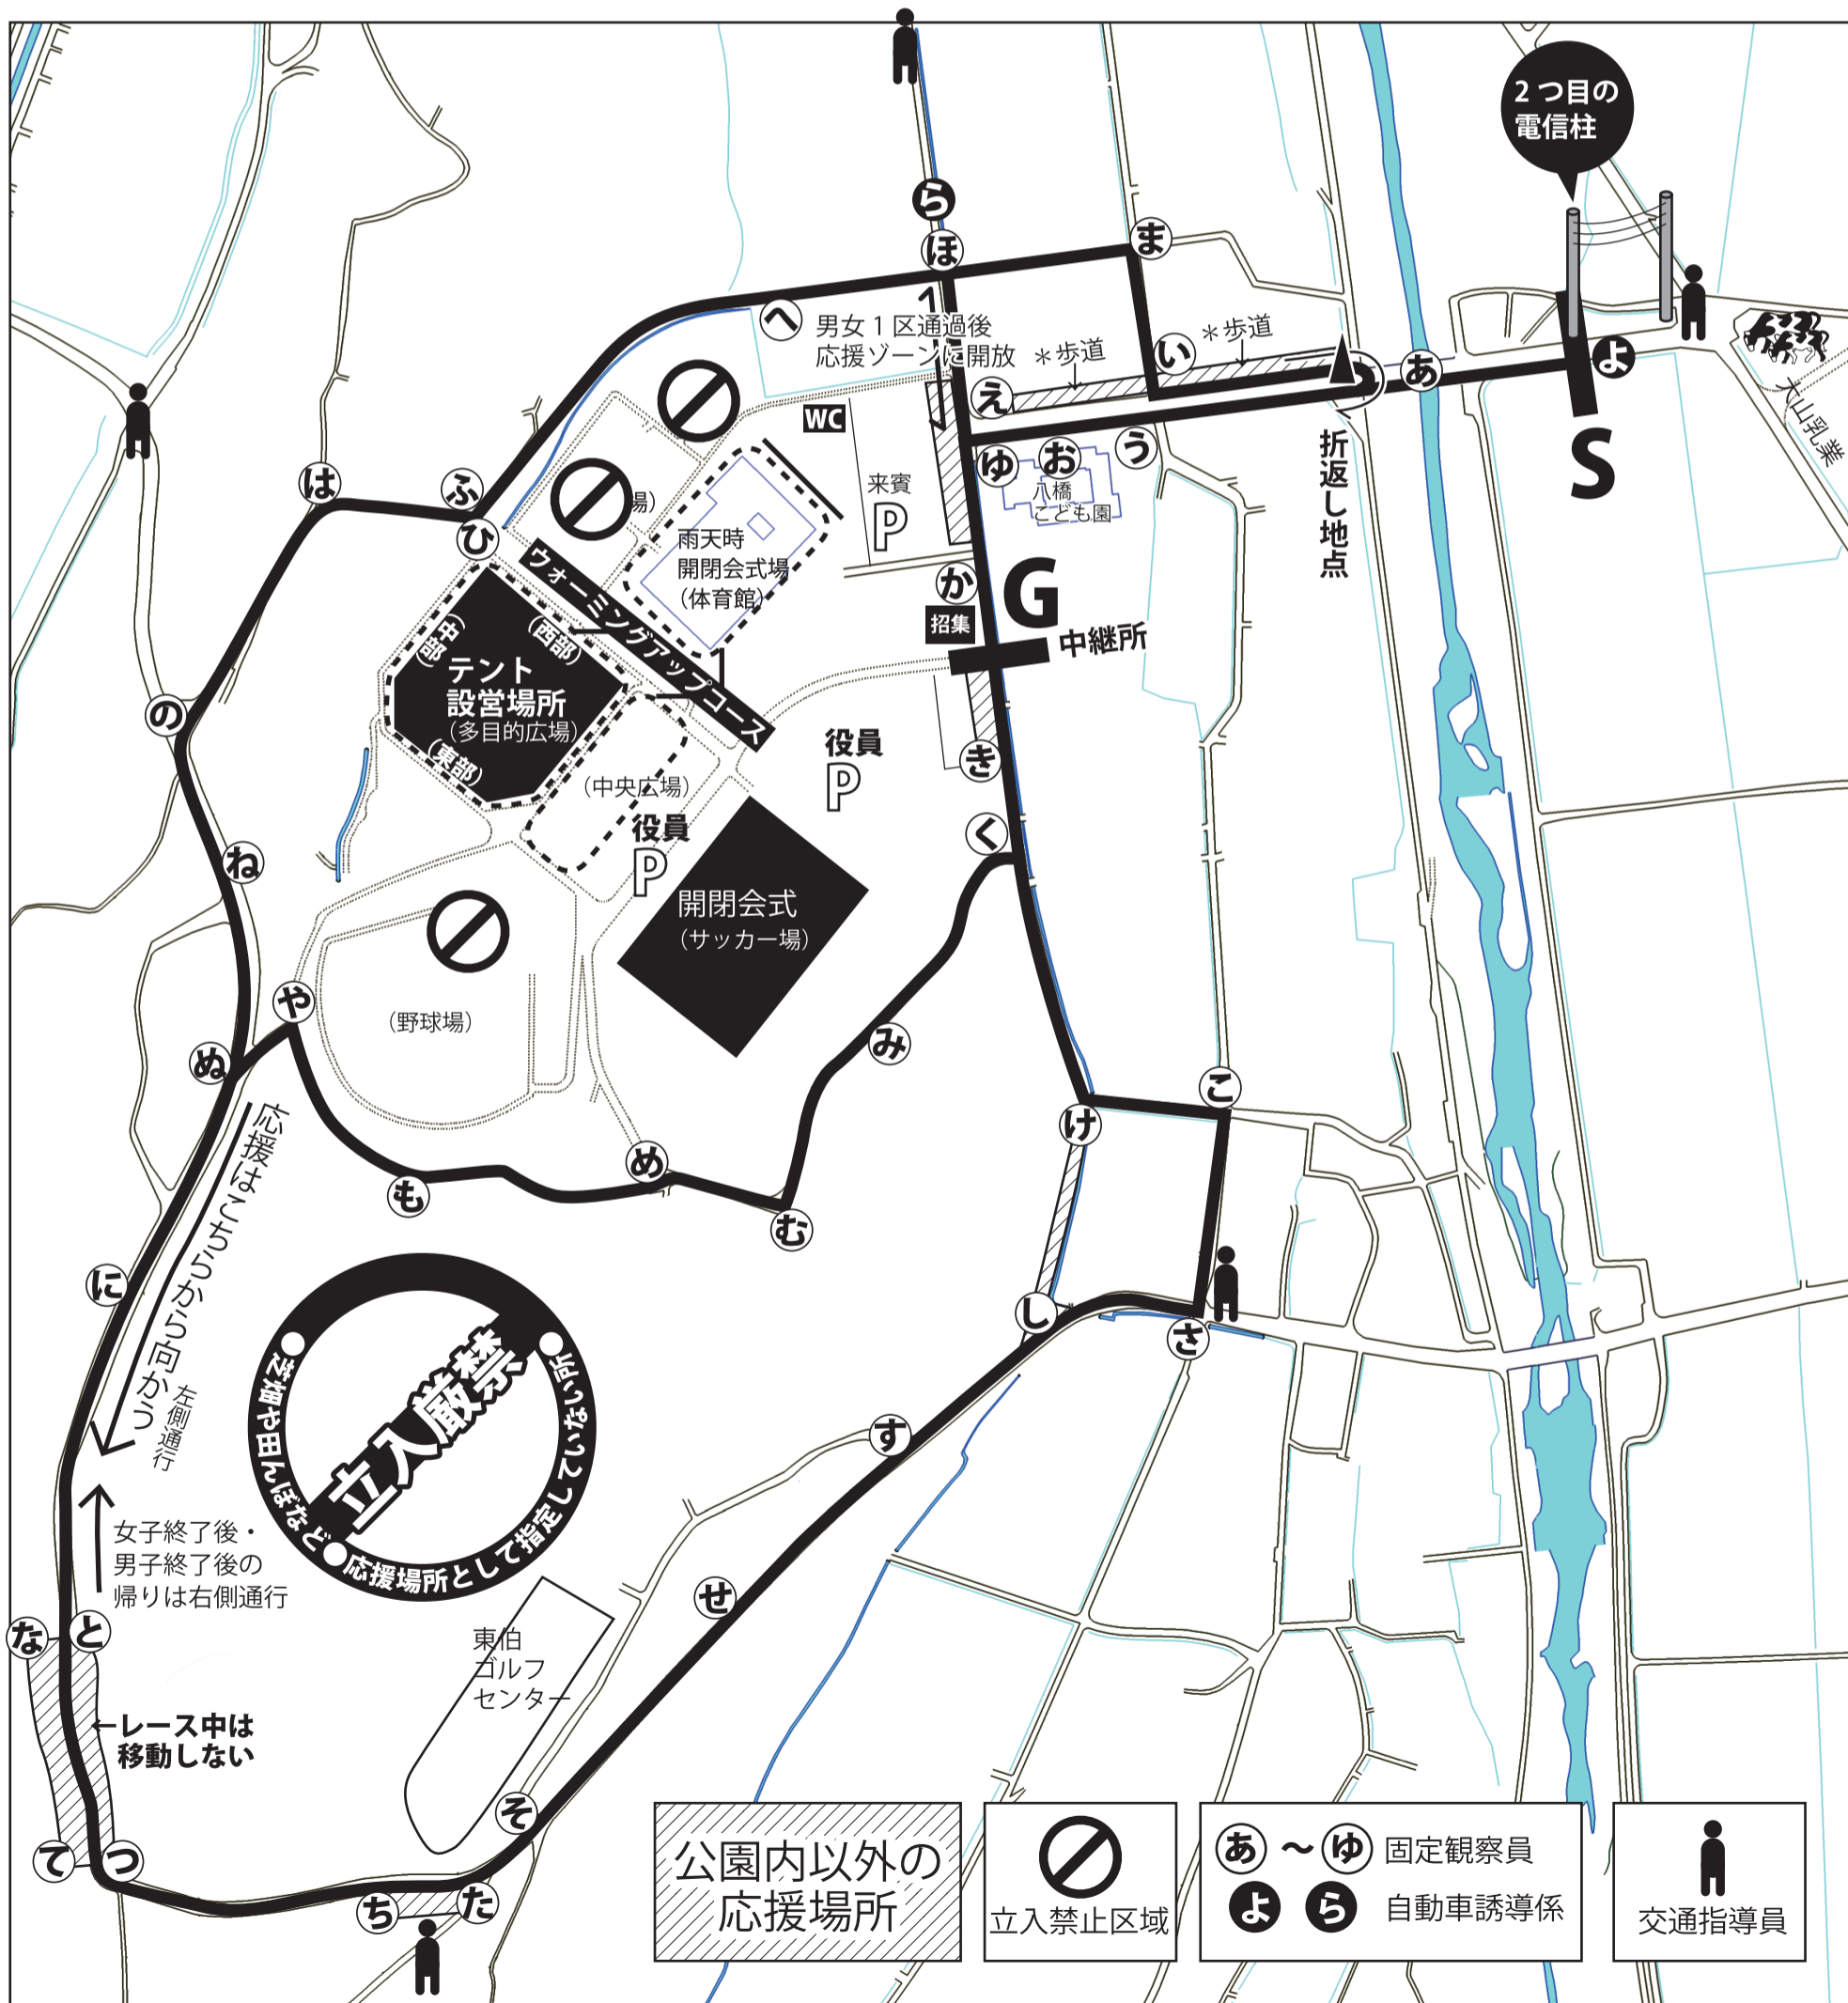 2つ目の
電信柱
ら
ほ
ま
へ
男女1区通過後
応援ゾーンに開放
＊歩道
＊歩道
い
え
あ
よ
大山乳業
S
折返し地点
WC
ゆ
お
う
八橋
こども園
来賓
P
は
ふ
ひ
場）
雨天時
開閉会式場
（体育館）
ウォーミングアップコース
か
G
招集
中継所
（中部）
（西部）
テント
設営場所
（多目的広場）
（東部）
の
役員
P
き
（中央広場）
役員
P
く
ね
開閉会式
（サッカー場）
や
（野球場）
み
ぬ
こ
け
め
も
む
応援はこちらから向かう
左側通行
に
し
さ
立入厳禁
芝畑や田んぼなど
応援場所として指定していない所
す
女子終了後・
男子終了後の
帰りは右側通行
せ
な
と
東伯
ゴルフ
センター
←レース中は
移動しない
そ
て
つ
ち
た
公園内以外の
応援場所
立入禁止区域
あ～ゆ 固定観察員
よ ら 自動車誘導係
交通指導員